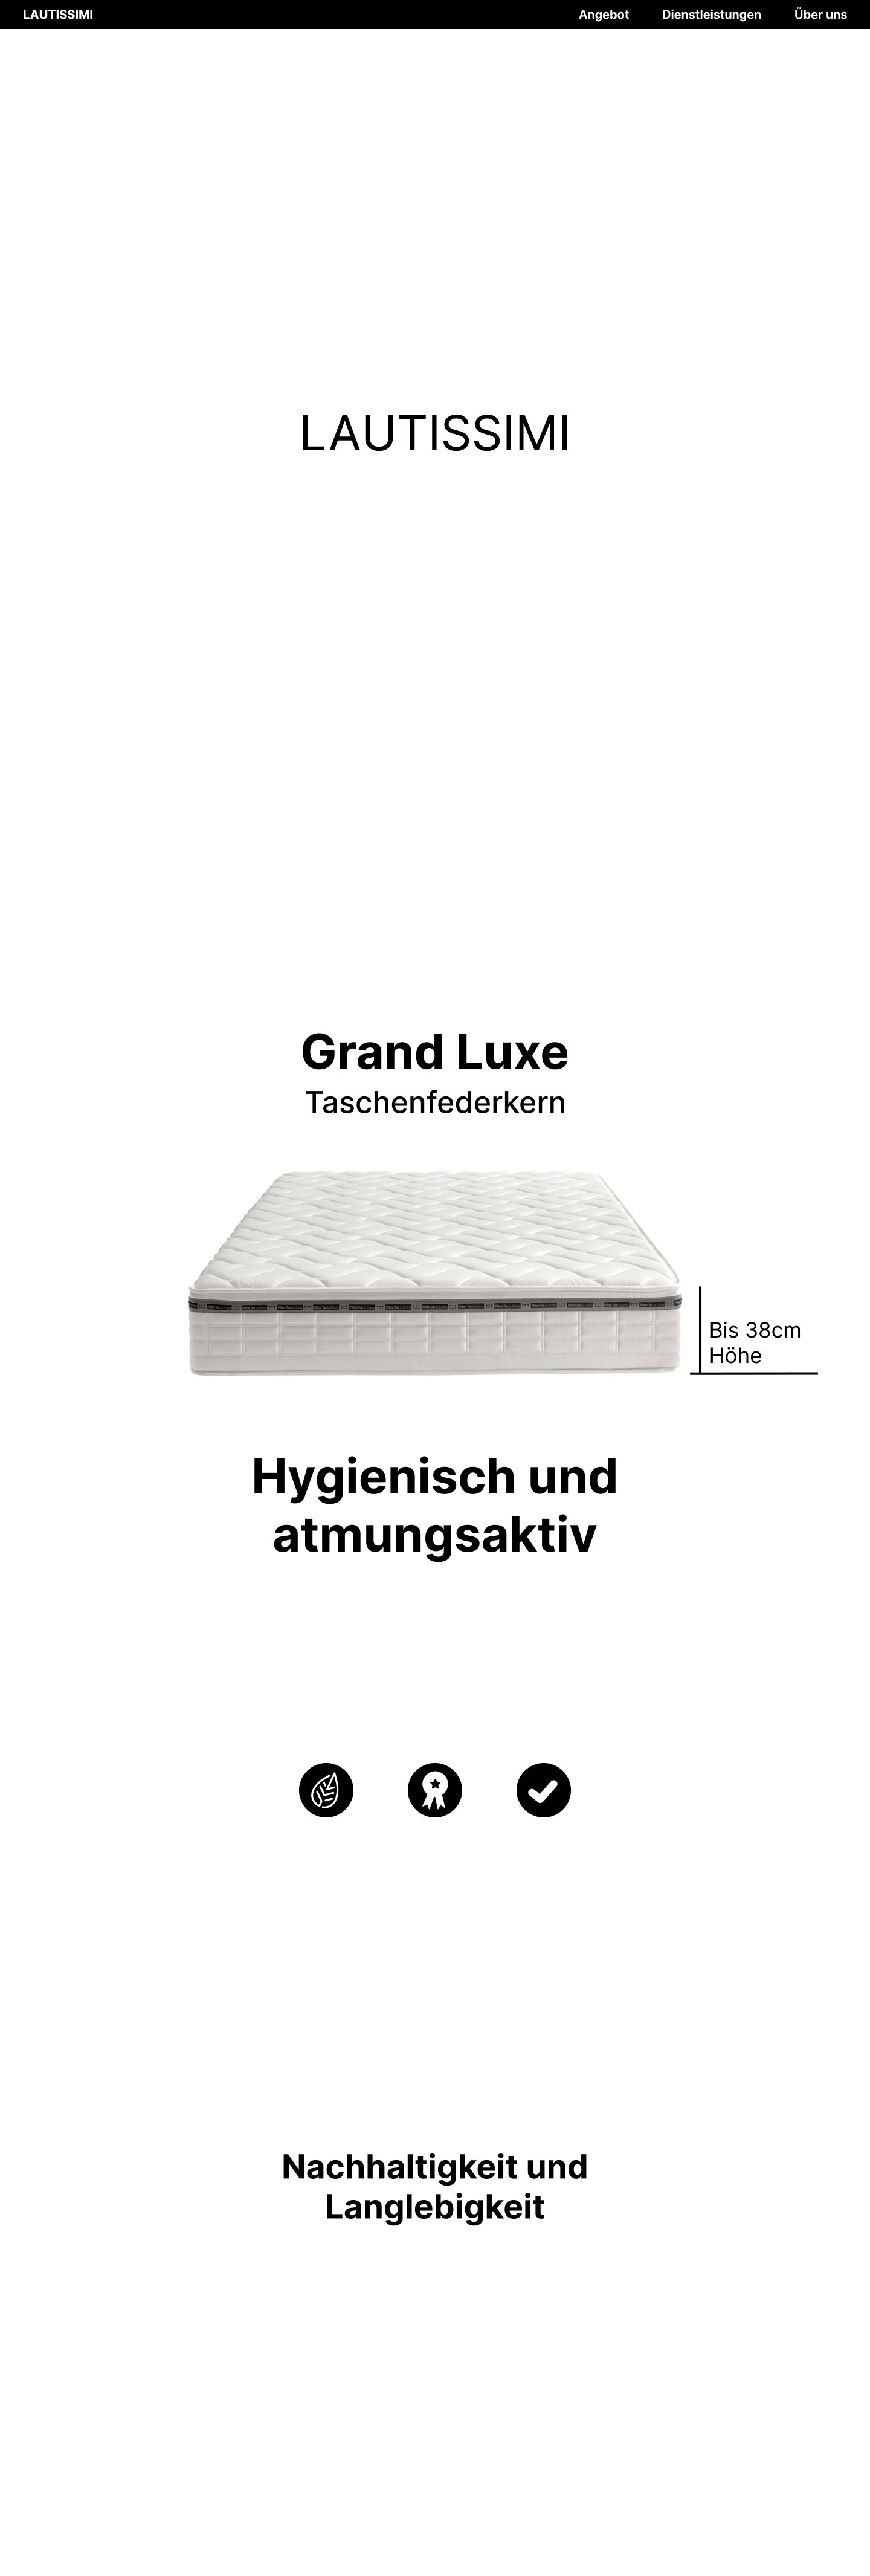 LAUTISSIMI
Angebot
Dienstleistungen
Über uns
LAUTISSIMI
Grand Luxe
Taschenfederkern
Bis 38cm
Höhe
Hygienisch und
atmungsaktiv
Nachhaltigkeit und
Langlebigkeit